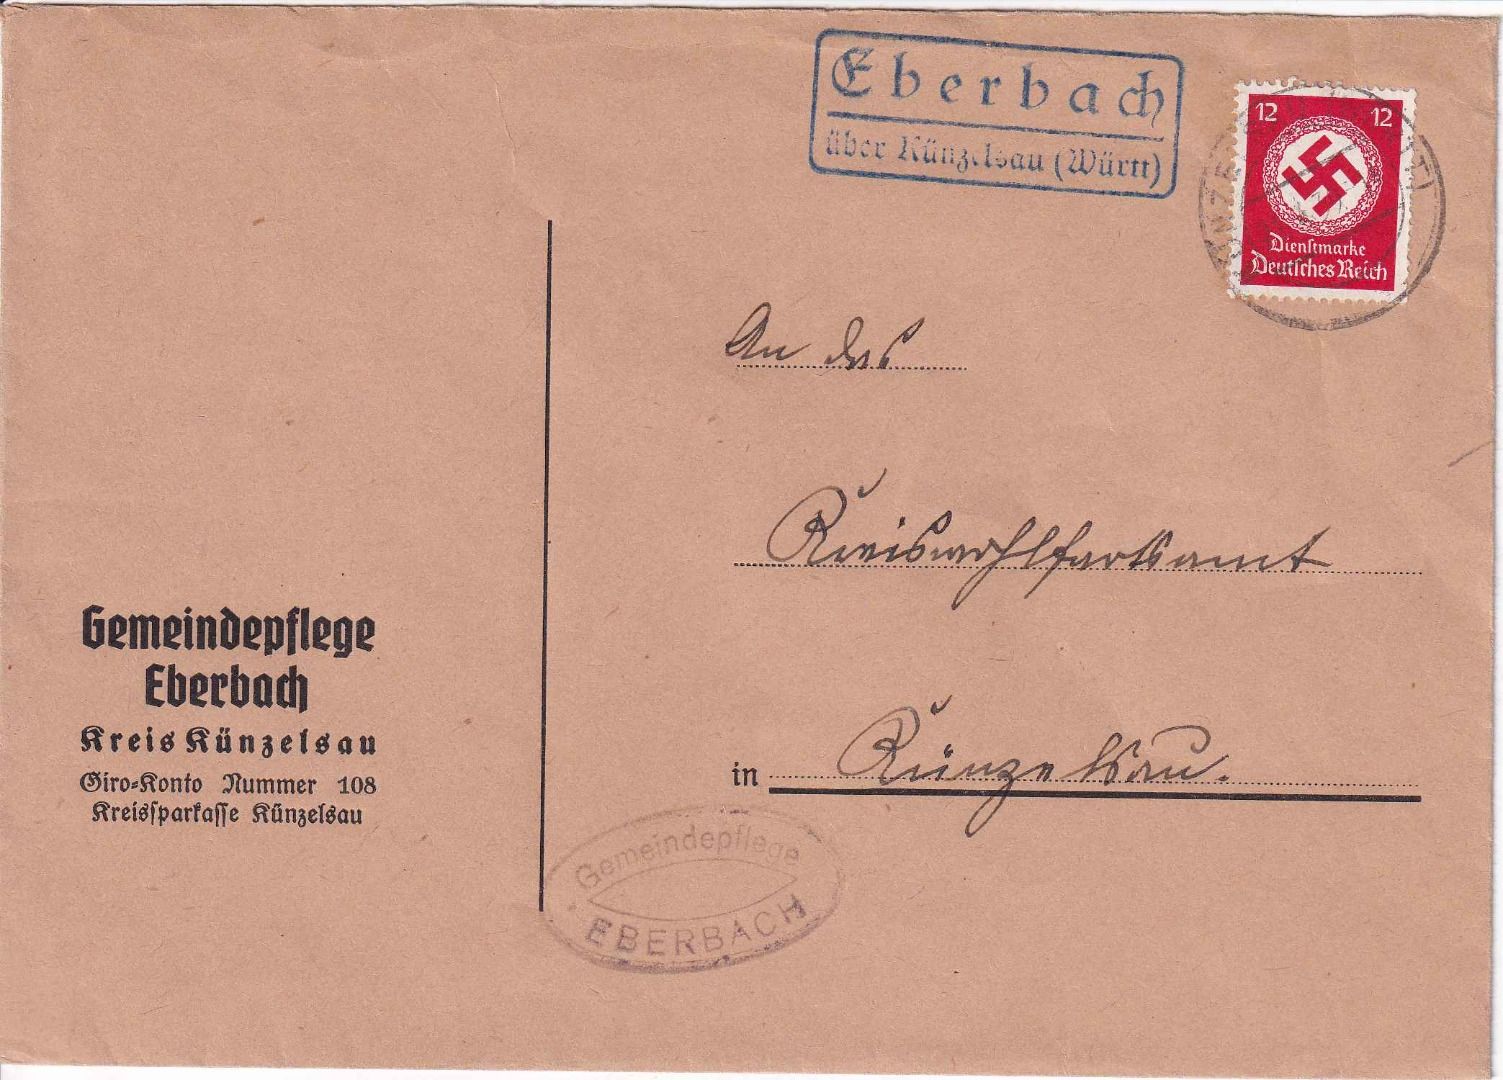 Eberbach
über Künzelsau (Württ)
12 12
Dienstmarke
Deutsches Reich
An das
Kreiswohlfahrtsamt
in Künzelsau.
Gemeindepflege
Eberbach
Kreis Künzelsau
Giro-Konto Nummer 108
Kreissparkasse Künzelsau
Gemeindepflege
EBERBACH